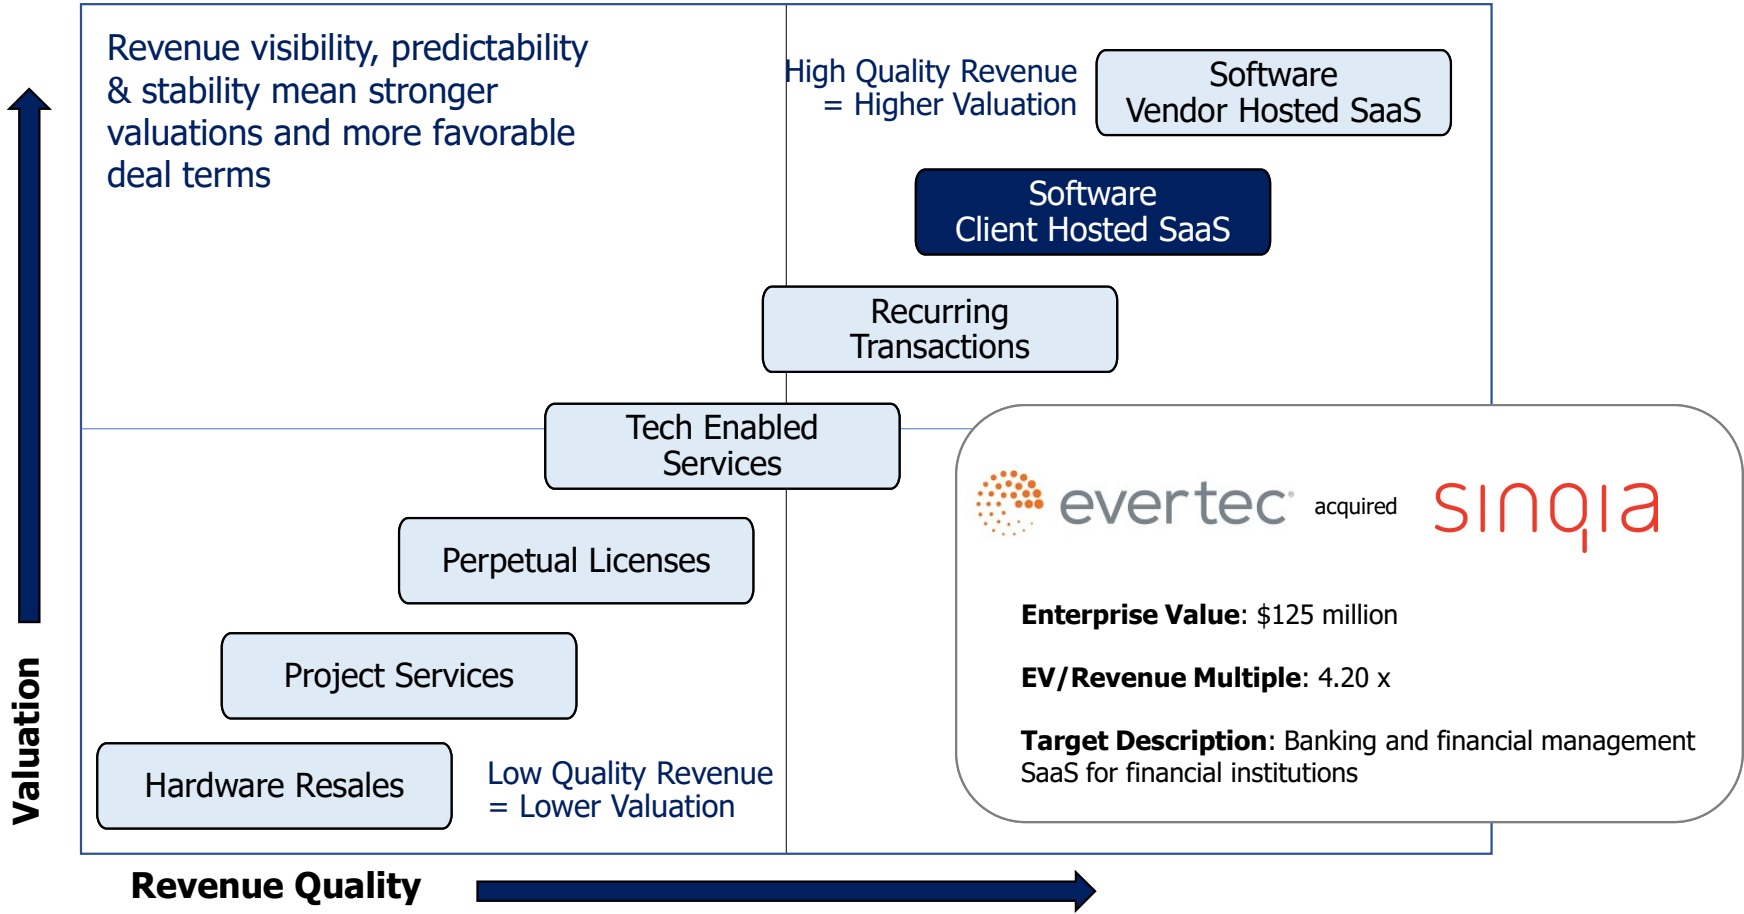 Revenue visibility, predictability
& stability mean stronger
valuations and more favorable
deal terms
High Quality Revenue
= Higher Valuation
Software
Vendor Hosted SaaS
Software
Client Hosted SaaS
Recurring
Transactions
Tech Enabled
Services
Perpetual Licenses
Project Services
Hardware Resales
Low Quality Revenue
= Lower Valuation
evertec acquired sinqia
Enterprise Value: $125 million
EV/Revenue Multiple: 4.20 x
Target Description: Banking and financial management
SaaS for financial institutions
Valuation
Revenue Quality